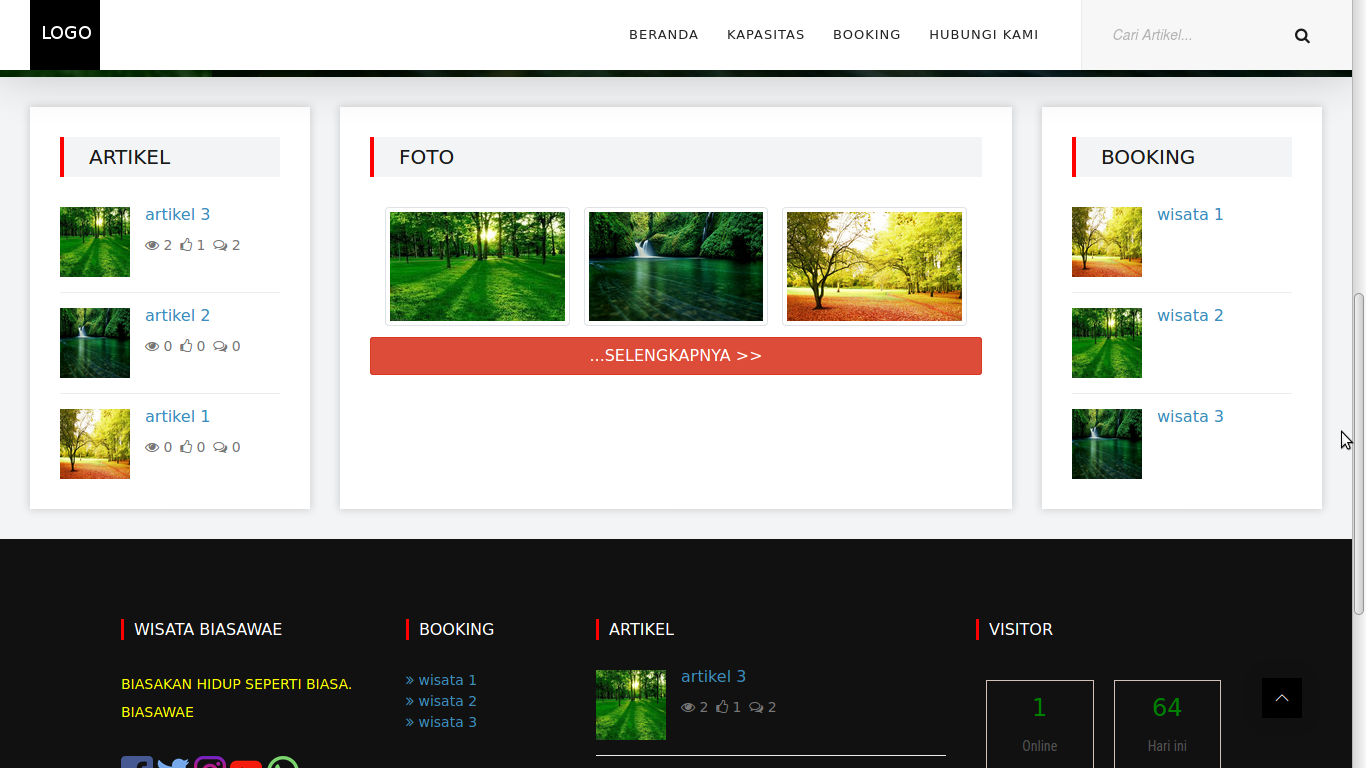 LOGO
BERANDA KAPASITAS BOOKING HUBUNGI KAMI
Cari Artikel...
ARTIKEL
artikel 3
2 1 2
artikel 2
0 0 0
artikel 1
0 0 0
FOTO
...SELENGKAPNYA >>
BOOKING
wisata 1
wisata 2
wisata 3
WISATA BIASAWAE
BIASAKAN HIDUP SEPERTI BIASA.
BIASAWAE
BOOKING
» wisata 1
» wisata 2
» wisata 3
ARTIKEL
artikel 3
2 1 2
VISITOR
1
Online
64
Hari ini